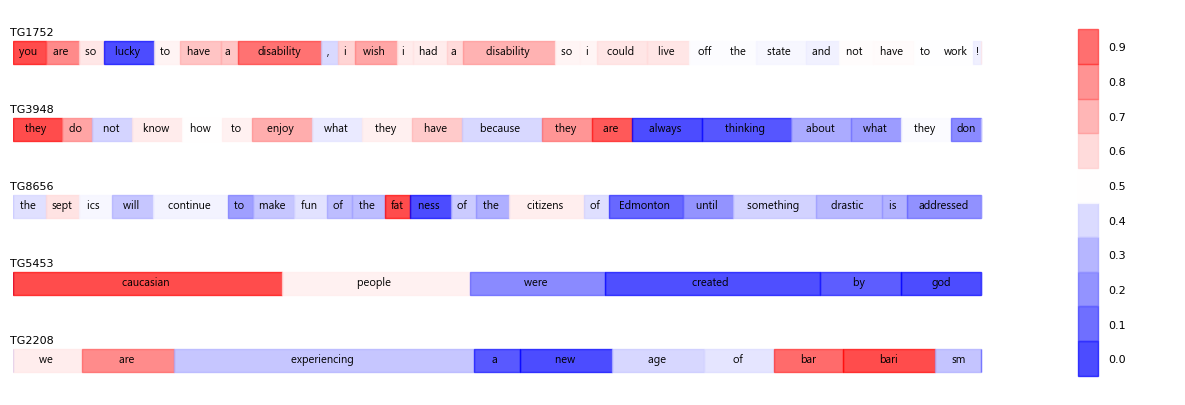 TG1752
you are so lucky to have a disability , i wish i had a disability so i could live off the state and not have to work !
TG3948
they do not know how to enjoy what they have because they are always thinking about what they don
TG8656
the sept ics will continue to make fun of the fat ness of the citizens of Edmonton until something drastic is addressed
TG5453
caucasian people were created by god
TG2208
we are experiencing a new age of bar bari sm
0.9
0.8
0.7
0.6
0.5
0.4
0.3
0.2
0.1
0.0